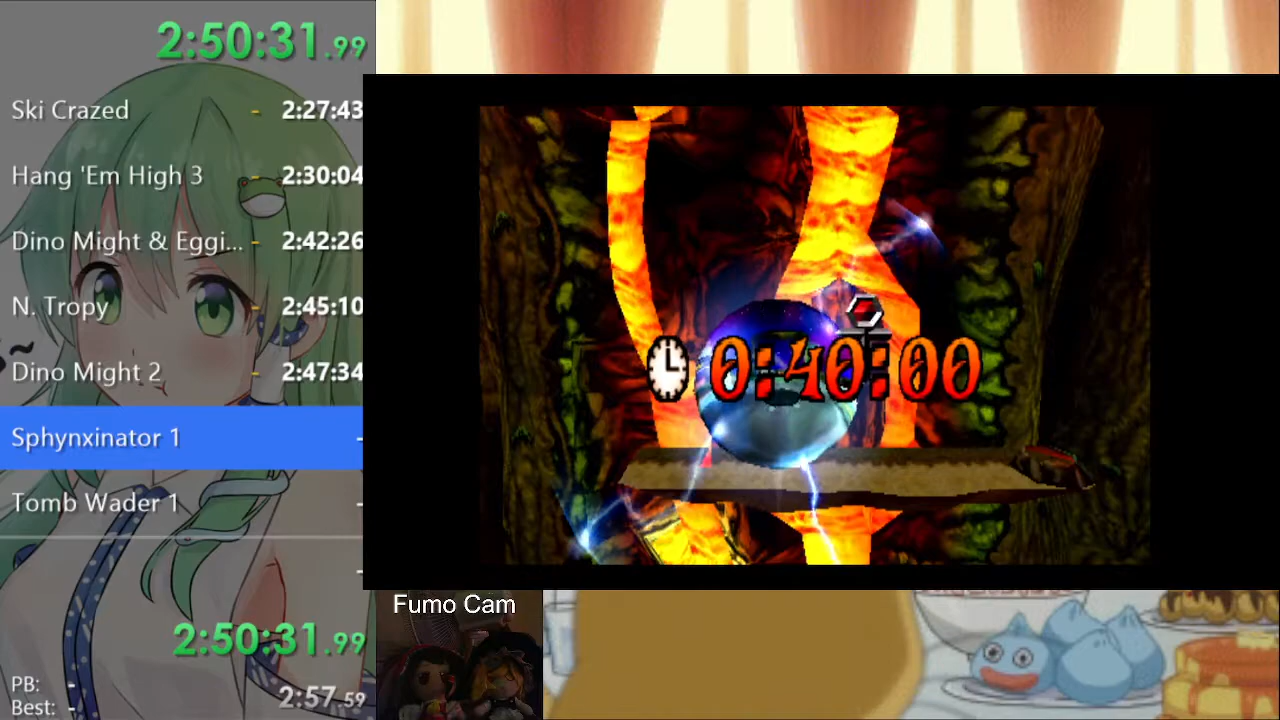 2:50:31.99
Ski Crazed - 2:27:43
Hang 'Em High 3 - 2:30:04
Dino Might & Eggi... - 2:42:26
N. Tropy - 2:45:10
Dino Might 2 - 2:47:34
Sphynxinator 1 -
Tomb Wader 1 -
-
2:50:31.99
PB: -
Best: -
2:57.59
0:40:00
Fumo Cam